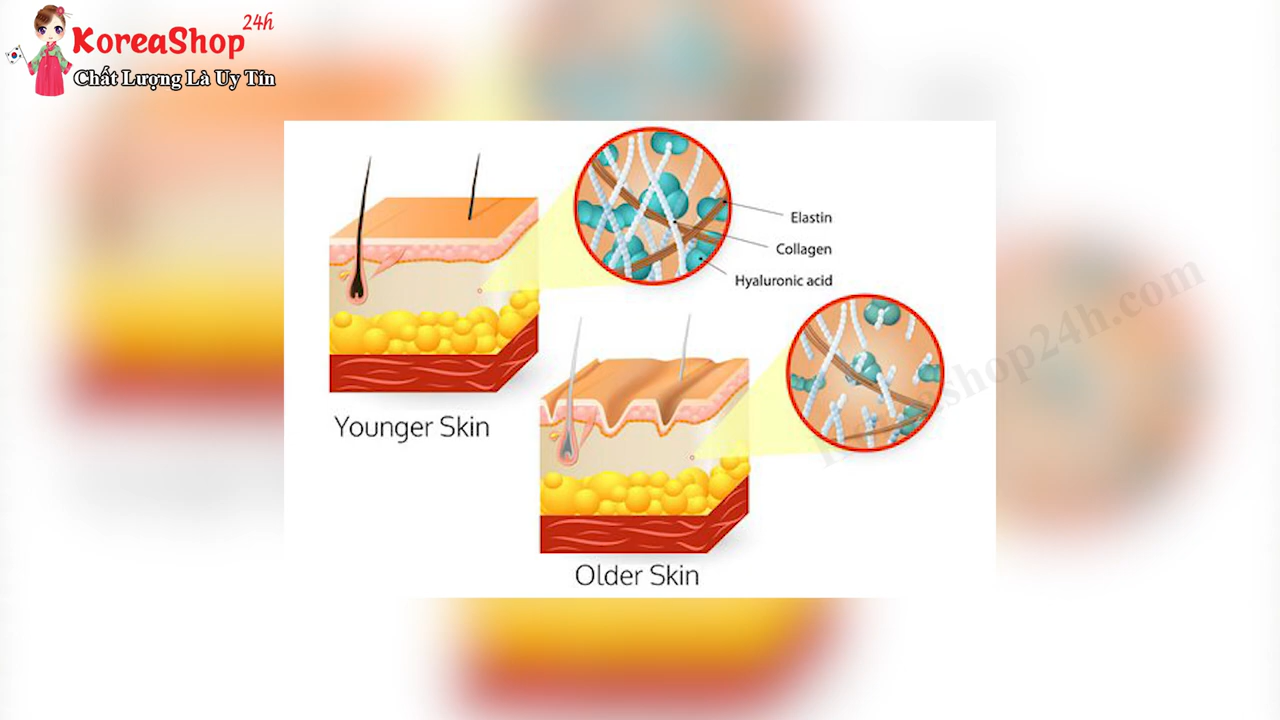 KoreaShop 24h
Chất Lượng Là Uy Tín
Elastin
Collagen
Hyaluronic acid
Younger Skin
Older Skin